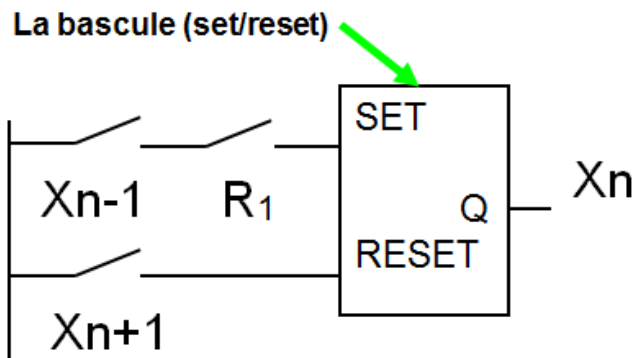 La bascule (set/reset)
SET
Xn-1
R1
Q
Xn
RESET
Xn+1